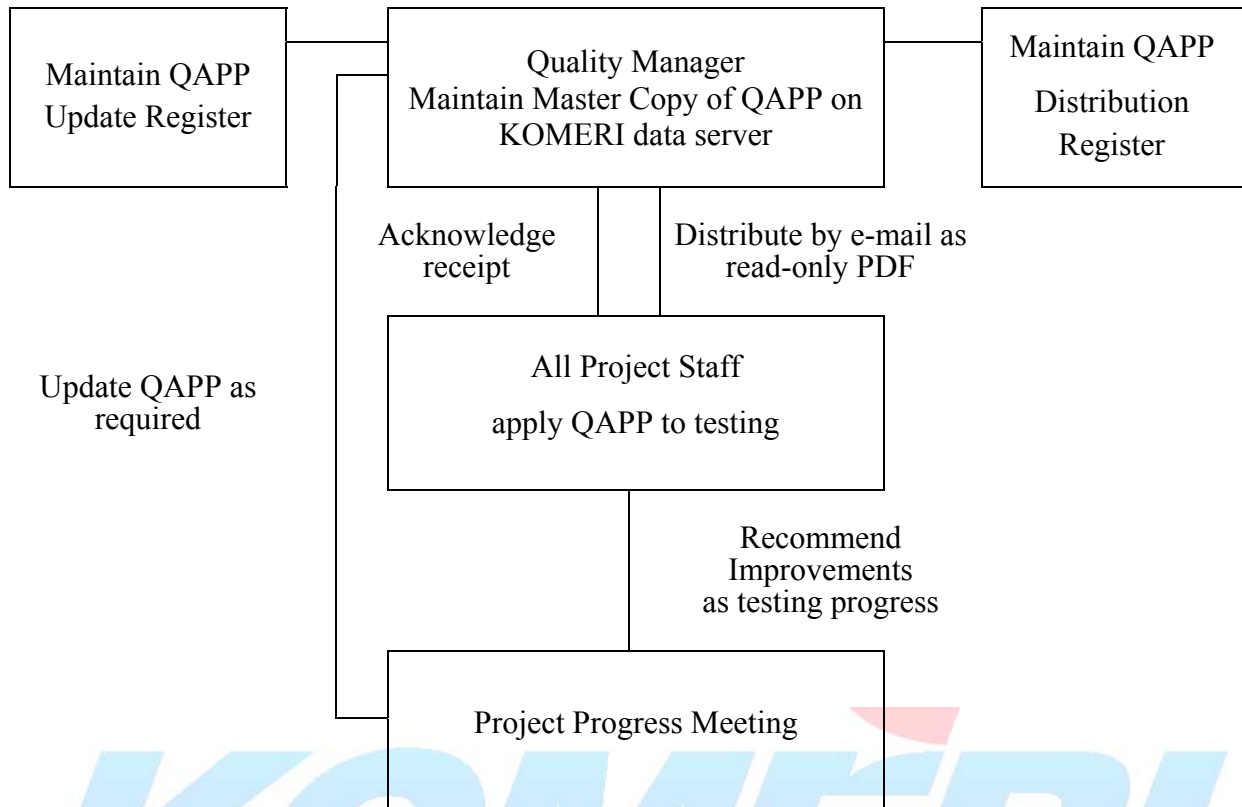 Maintain QAPP
Update Register
Quality Manager
Maintain Master Copy of QAPP on
KOMERI data server
Maintain QAPP
Distribution
Register
Acknowledge
receipt
Distribute by e-mail as
read-only PDF
Update QAPP as
required
All Project Staff
apply QAPP to testing
Recommend
Improvements
as testing progress
Project Progress Meeting
KOMERI